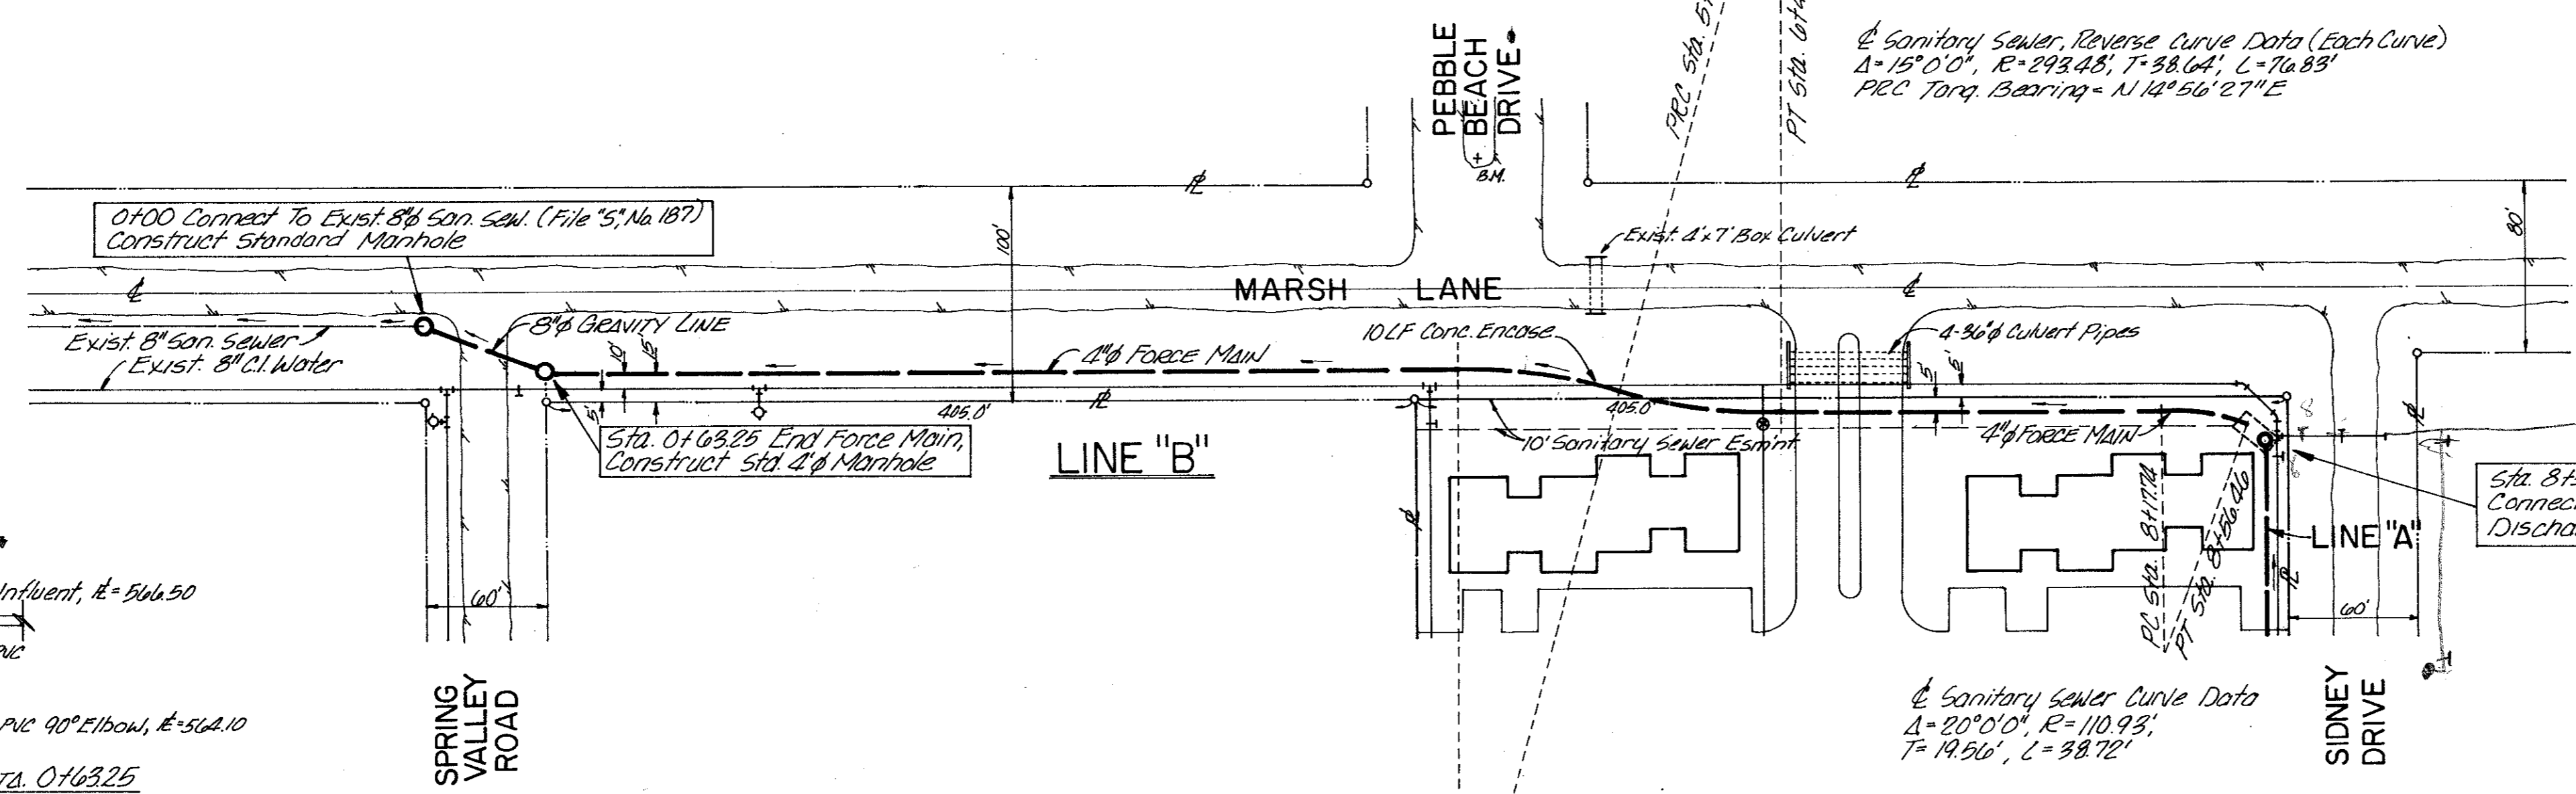 PEBBLE
BEACH
DRIVE
PRC Sta. 5+
PT Sta. 6+
℄ Sanitary Sewer, Reverse Curve Data (Each Curve)
Δ=15°0'0", R=293.48', T=38.64', L=76.83'
PRC Tang. Bearing = N 14°56'27"E
B.M.
℄
℄
0+00 Connect To Exist. 8"ϕ San. Sew. (File "S", No. 187)
Construct Standard Manhole
100'
80'
Exist. 4'x7' Box Culvert
MARSH LANE
℄
℄
8"ϕ GRAVITY LINE
Exist. 8" San. Sewer
Exist. 8" C.I. Water
10'
15'
5'
4"ϕ FORCE MAIN
10 LF Conc. Encase.
4-36"ϕ Culvert Pipes
5'
5'
405.0'
405.0'
Sta. 0+63.25 End Force Main,
Construct Std. 4'ϕ Manhole
LINE "B"
10' Sanitary Sewer Esm'nt.
4"ϕ FORCE MAIN
Sta. 8+
Connec
Discha
PC Sta. 8+17.74
PT Sta. 8+56.46
LINE "A"
Influent, ℄=566.50
60'
60'
PVC
SPRING
VALLEY
ROAD
PVC 90° Elbow, ℄=564.10
TA. 0+63.25
℄ Sanitary Sewer Curve Data
Δ=20°0'0", R=110.93',
T=19.56', L=38.72'
SIDNEY
DRIVE